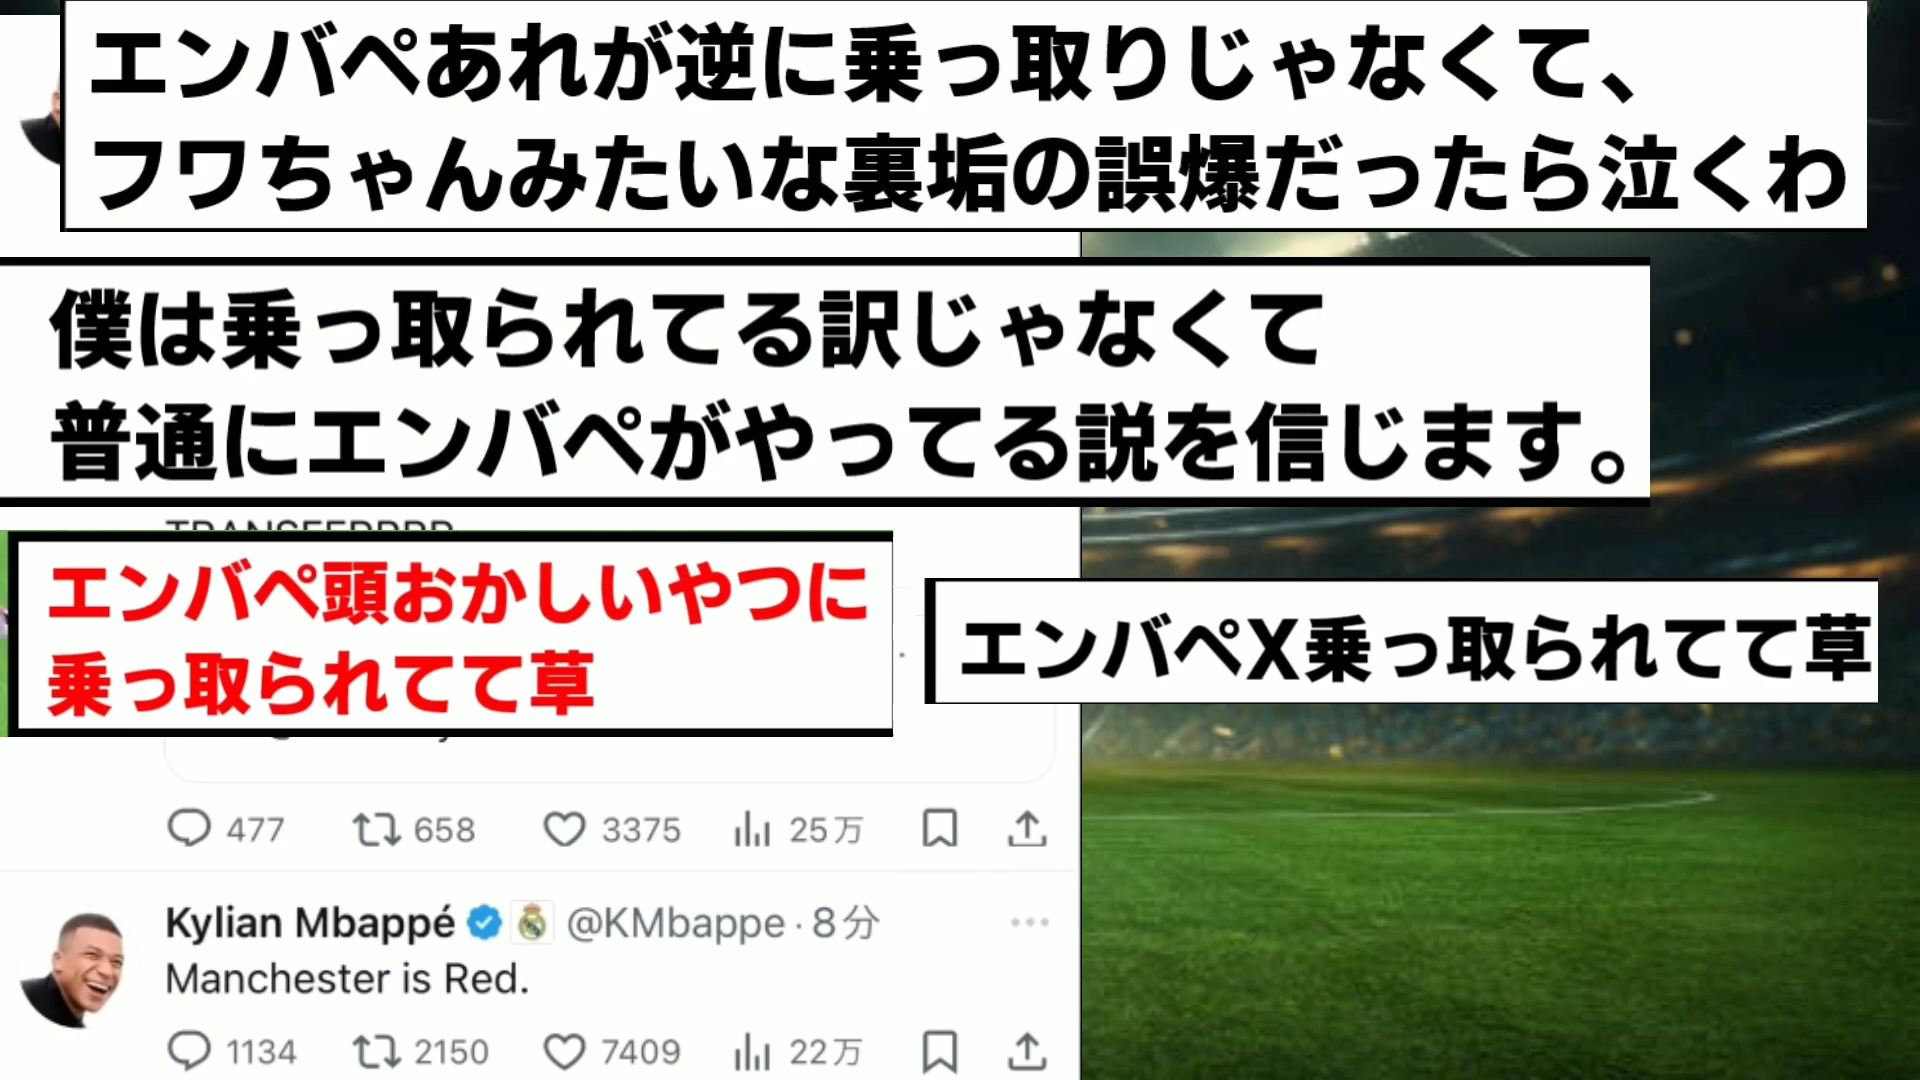 エンバペあれが逆に乗っ取りじゃなくて、
フワちゃんみたいな裏垢の誤爆だったら泣くわ
僕は乗っ取られてる訳じゃなくて
普通にエンバペがやってる説を信じます。
エンバペ頭おかしいやつに
乗っ取られてて草
エンバペX乗っ取られてて草
477 658 3375 25万
Kylian Mbappé @KMbappe · 8分
Manchester is Red.
1134 2150 7409 22万